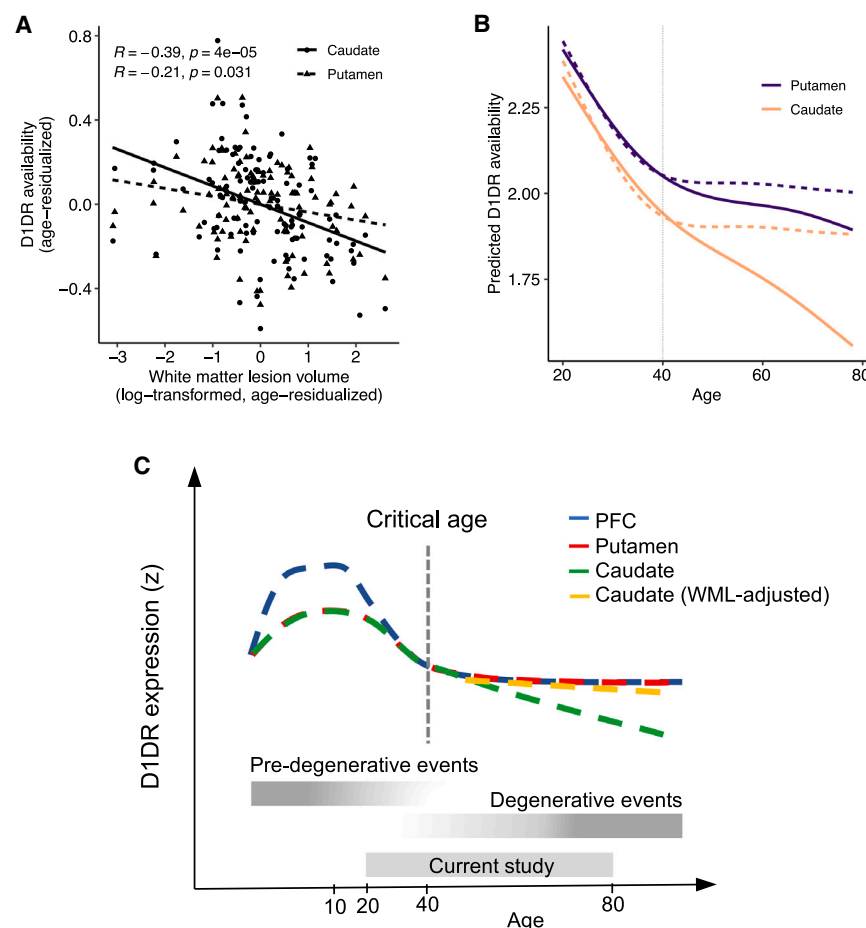 A
R = −0.39, p = 4e−05
R = −0.21, p = 0.031
Caudate
Putamen
0.8
0.4
0.0
−0.4
D1DR availability
(age−residualized)
−3 −2 −1 0 1 2
White matter lesion volume
(log−transformed, age−residualized)
B
Putamen
Caudate
2.25
2.00
1.75
Predicted D1DR availability
20 40 60 80
Age
C
Critical age
PFC
Putamen
Caudate
Caudate (WML-adjusted)
D1DR expression (z)
Pre-degenerative events
Degenerative events
Current study
10 20 40 80
Age